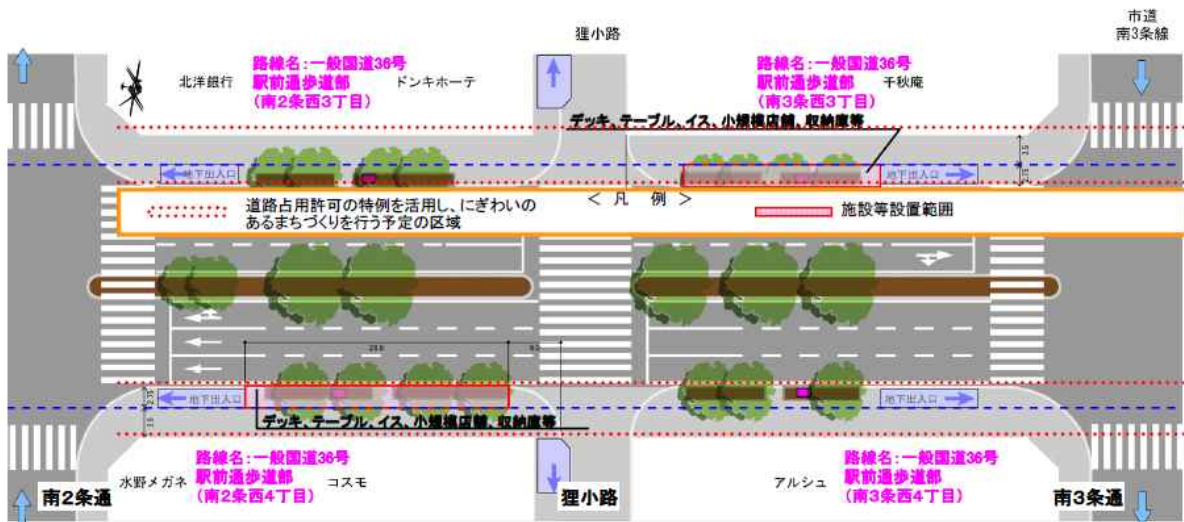 狸小路
市道
南3条線
路線名：一般国道36号
駅前通歩道部
(南2条西3丁目)
北洋銀行
ドンキホーテ
路線名：一般国道36号
駅前通歩道部
(南3条西3丁目)
千秋庵
デッキ、テーブル、イス、小規模店舗、収納庫等
地下出入口
地下出入口
3.5
2.75
＜ 凡 例 ＞
道路占用許可の特例を活用し、にぎわいの
あるまちづくりを行う予定の区域
施設等設置範囲
地下出入口
2.75
3.5
地下出入口
デッキ、テーブル、イス、小規模店舗、収納庫等
路線名：一般国道36号
駅前通歩道部
(南2条西4丁目)
水野メガネ
コスモ
路線名：一般国道36号
駅前通歩道部
(南3条西4丁目)
アルシュ
南2条通
狸小路
南3条通